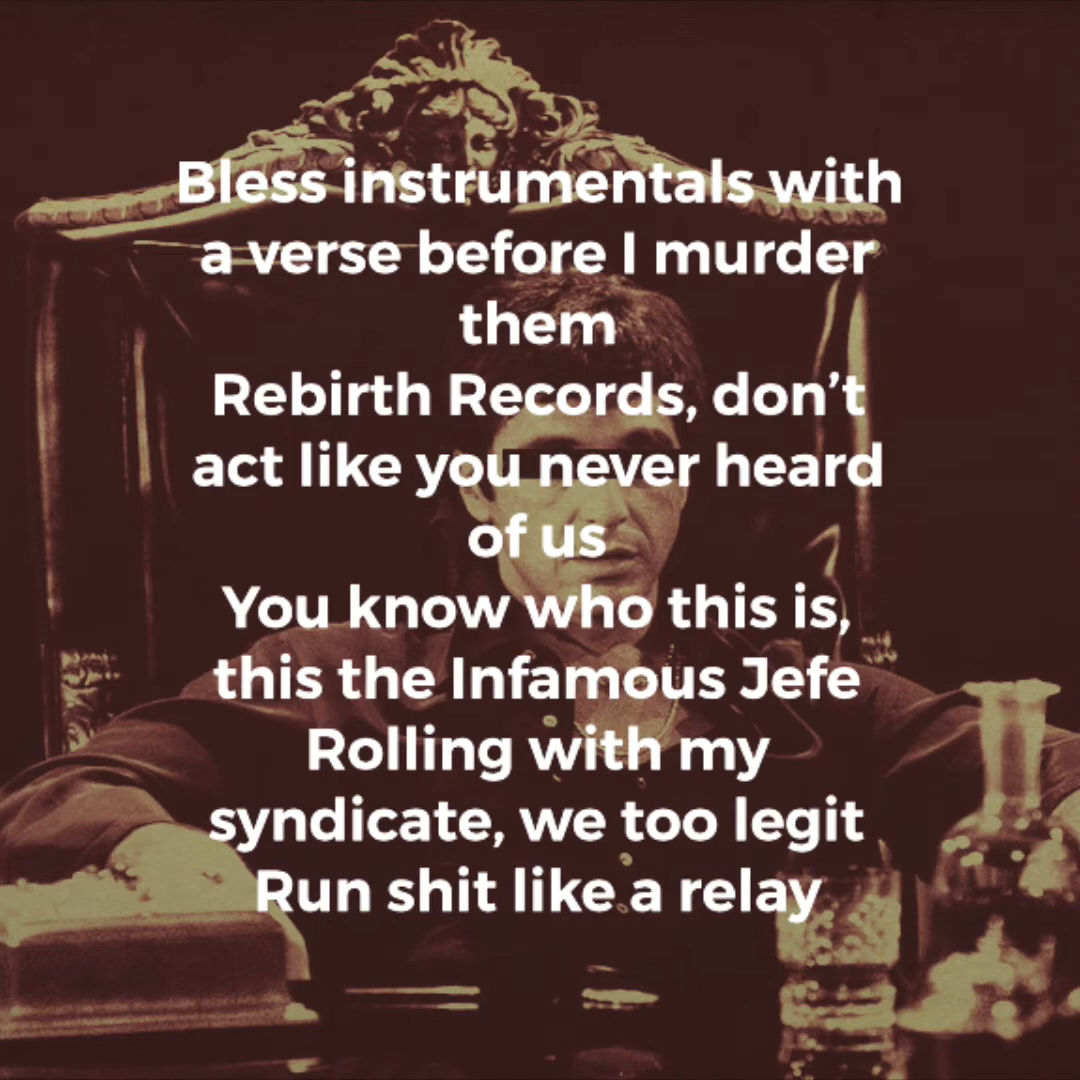 Bless instrumentals with
a verse before I murder
them
Rebirth Records, don’t
act like you never heard
of us
You know who this is,
this the Infamous Jefe
Rolling with my
syndicate, we too legit
Run shit like a relay